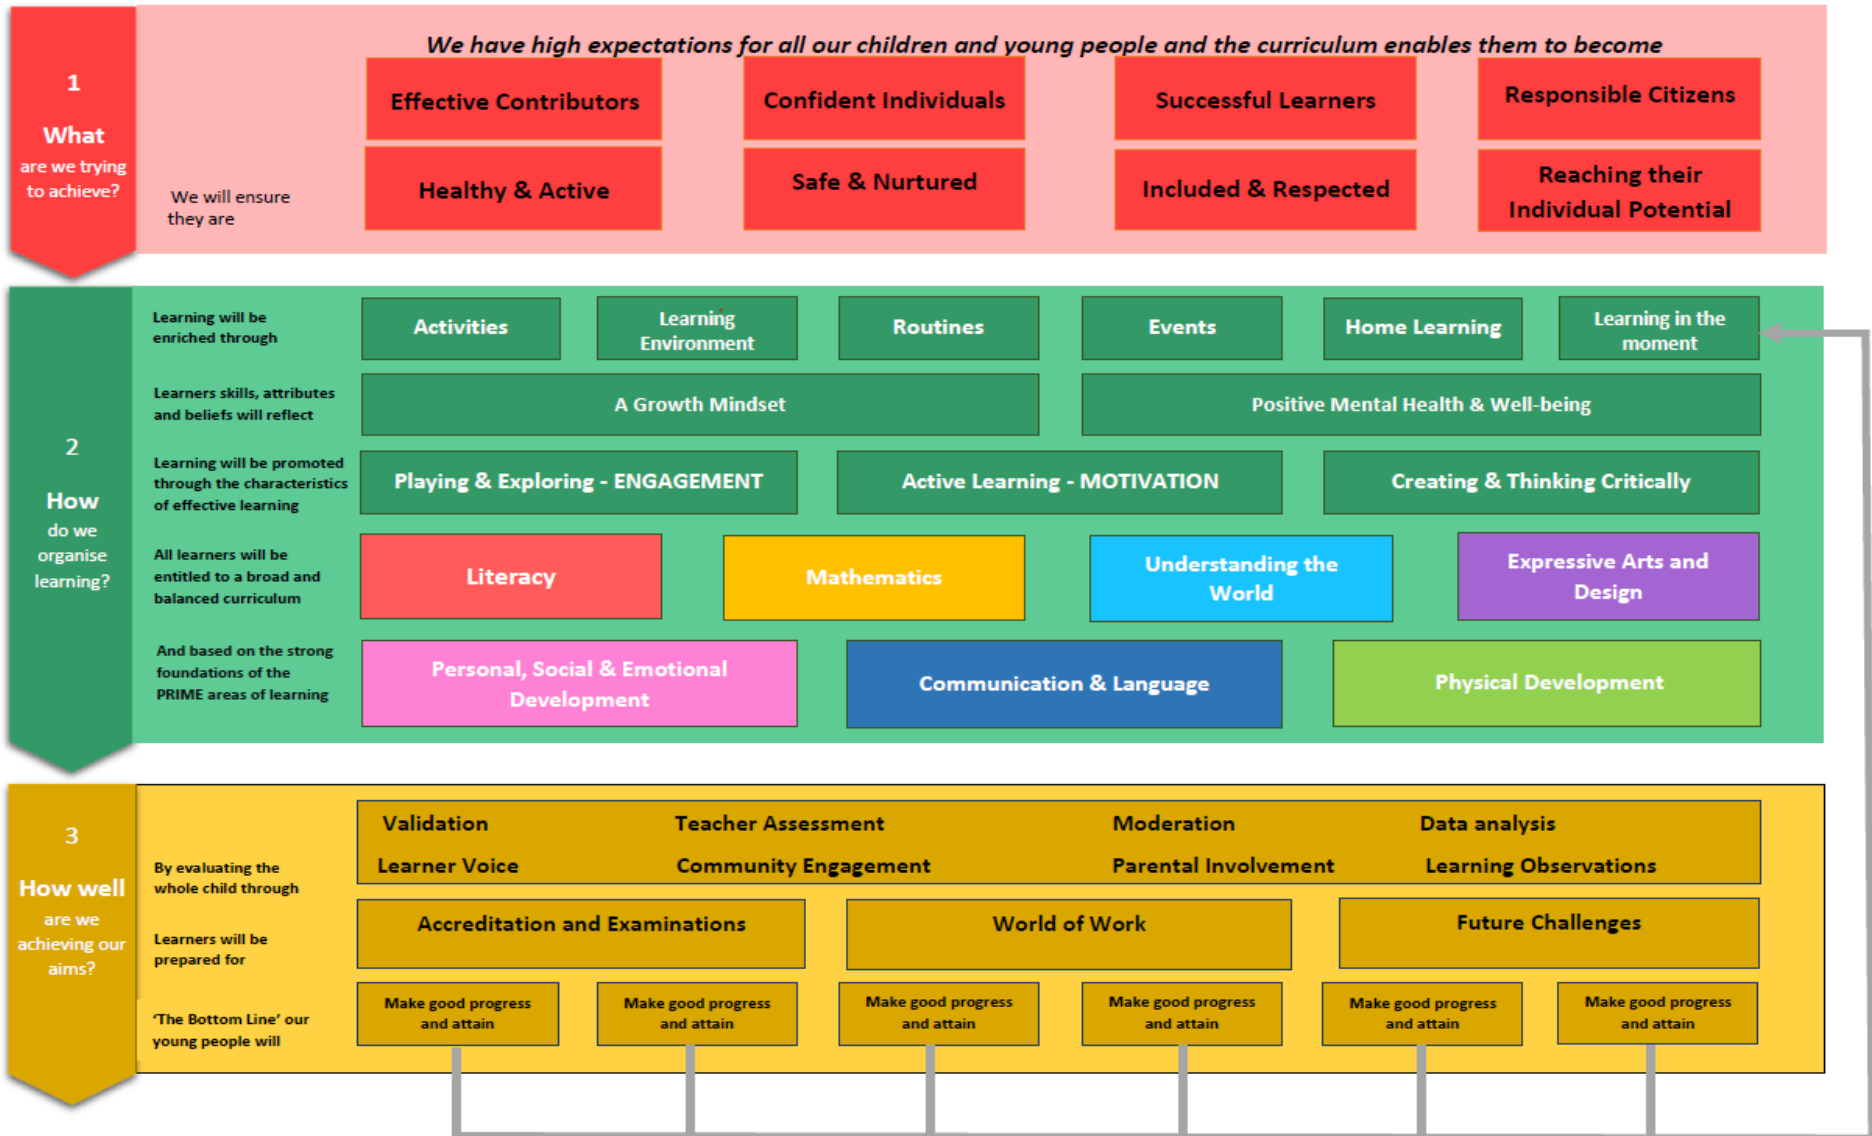 We have high expectations for all our children and young people and the curriculum enables them to become
1
What
are we trying
to achieve?
Effective Contributors
Confident Individuals
Successful Learners
Responsible Citizens
We will ensure
they are
Healthy & Active
Safe & Nurtured
Included & Respected
Reaching their
Individual Potential
2
How
do we
organise
learning?
Learning will be
enriched through
Activities
Learning
Environment
Routines
Events
Home Learning
Learning in the
moment
Learners skills, attributes
and beliefs will reflect
A Growth Mindset
Positive Mental Health & Well-being
Learning will be promoted
through the characteristics
of effective learning
Playing & Exploring - ENGAGEMENT
Active Learning - MOTIVATION
Creating & Thinking Critically
All learners will be
entitled to a broad and
balanced curriculum
Literacy
Mathematics
Understanding the
World
Expressive Arts and
Design
And based on the strong
foundations of the
PRIME areas of learning
Personal, Social & Emotional
Development
Communication & Language
Physical Development
3
How well
are we
achieving our
aims?
By evaluating the
whole child through
Validation
Teacher Assessment
Moderation
Data analysis
Learner Voice
Community Engagement
Parental Involvement
Learning Observations
Learners will be
prepared for
Accreditation and Examinations
World of Work
Future Challenges
‘The Bottom Line’ our
young people will
Make good progress
and attain
Make good progress
and attain
Make good progress
and attain
Make good progress
and attain
Make good progress
and attain
Make good progress
and attain